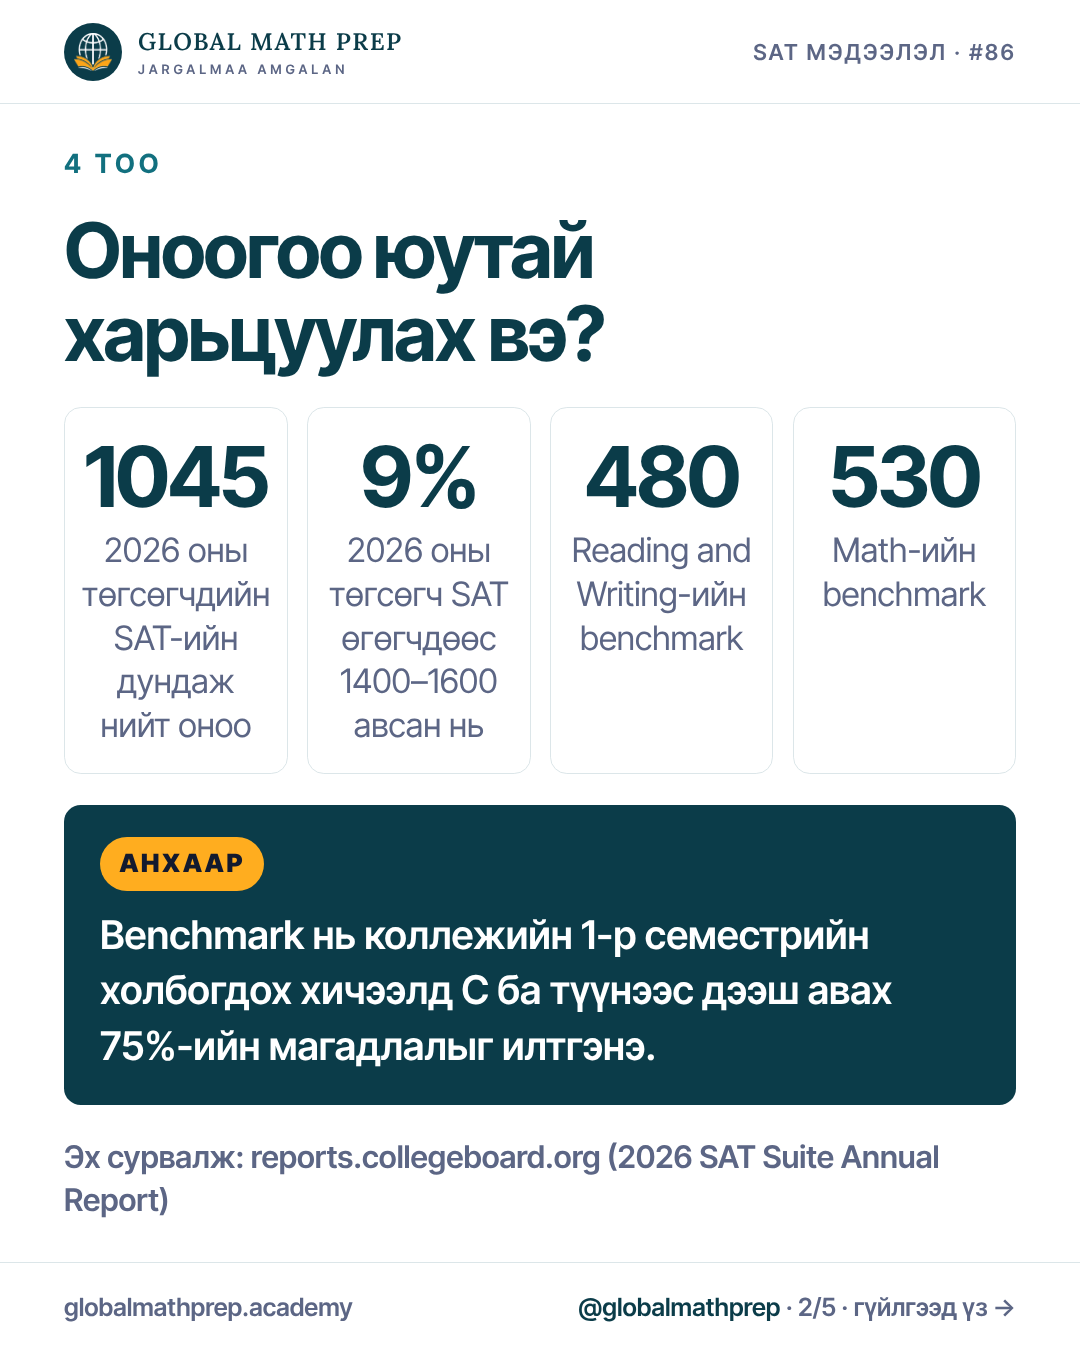 GLOBAL MATH PREP
JARGALMAA AMGALAN
SAT МЭДЭЭЛЭЛ · #86
4 ТОО
Оноогоо юутай
харьцуулах вэ?
1045
2026 оны
төгсөгчдийн
SAT-ийн
дундаж
нийт оноо
9%
2026 оны
төгсөгч SAT
өгөгчдөөс
1400–1600
авсан нь
480
Reading and
Writing-ийн
benchmark
530
Math-ийн
benchmark
АНХААР
Benchmark нь коллежийн 1-р семестрийн
холбогдох хичээлд C ба түүнээс дээш авах
75%-ийн магадлалыг илтгэнэ.
Эх сурвалж: reports.collegeboard.org (2026 SAT Suite Annual
Report)
globalmathprep.academy
@globalmathprep · 2/5 · гүйлгээд үз →